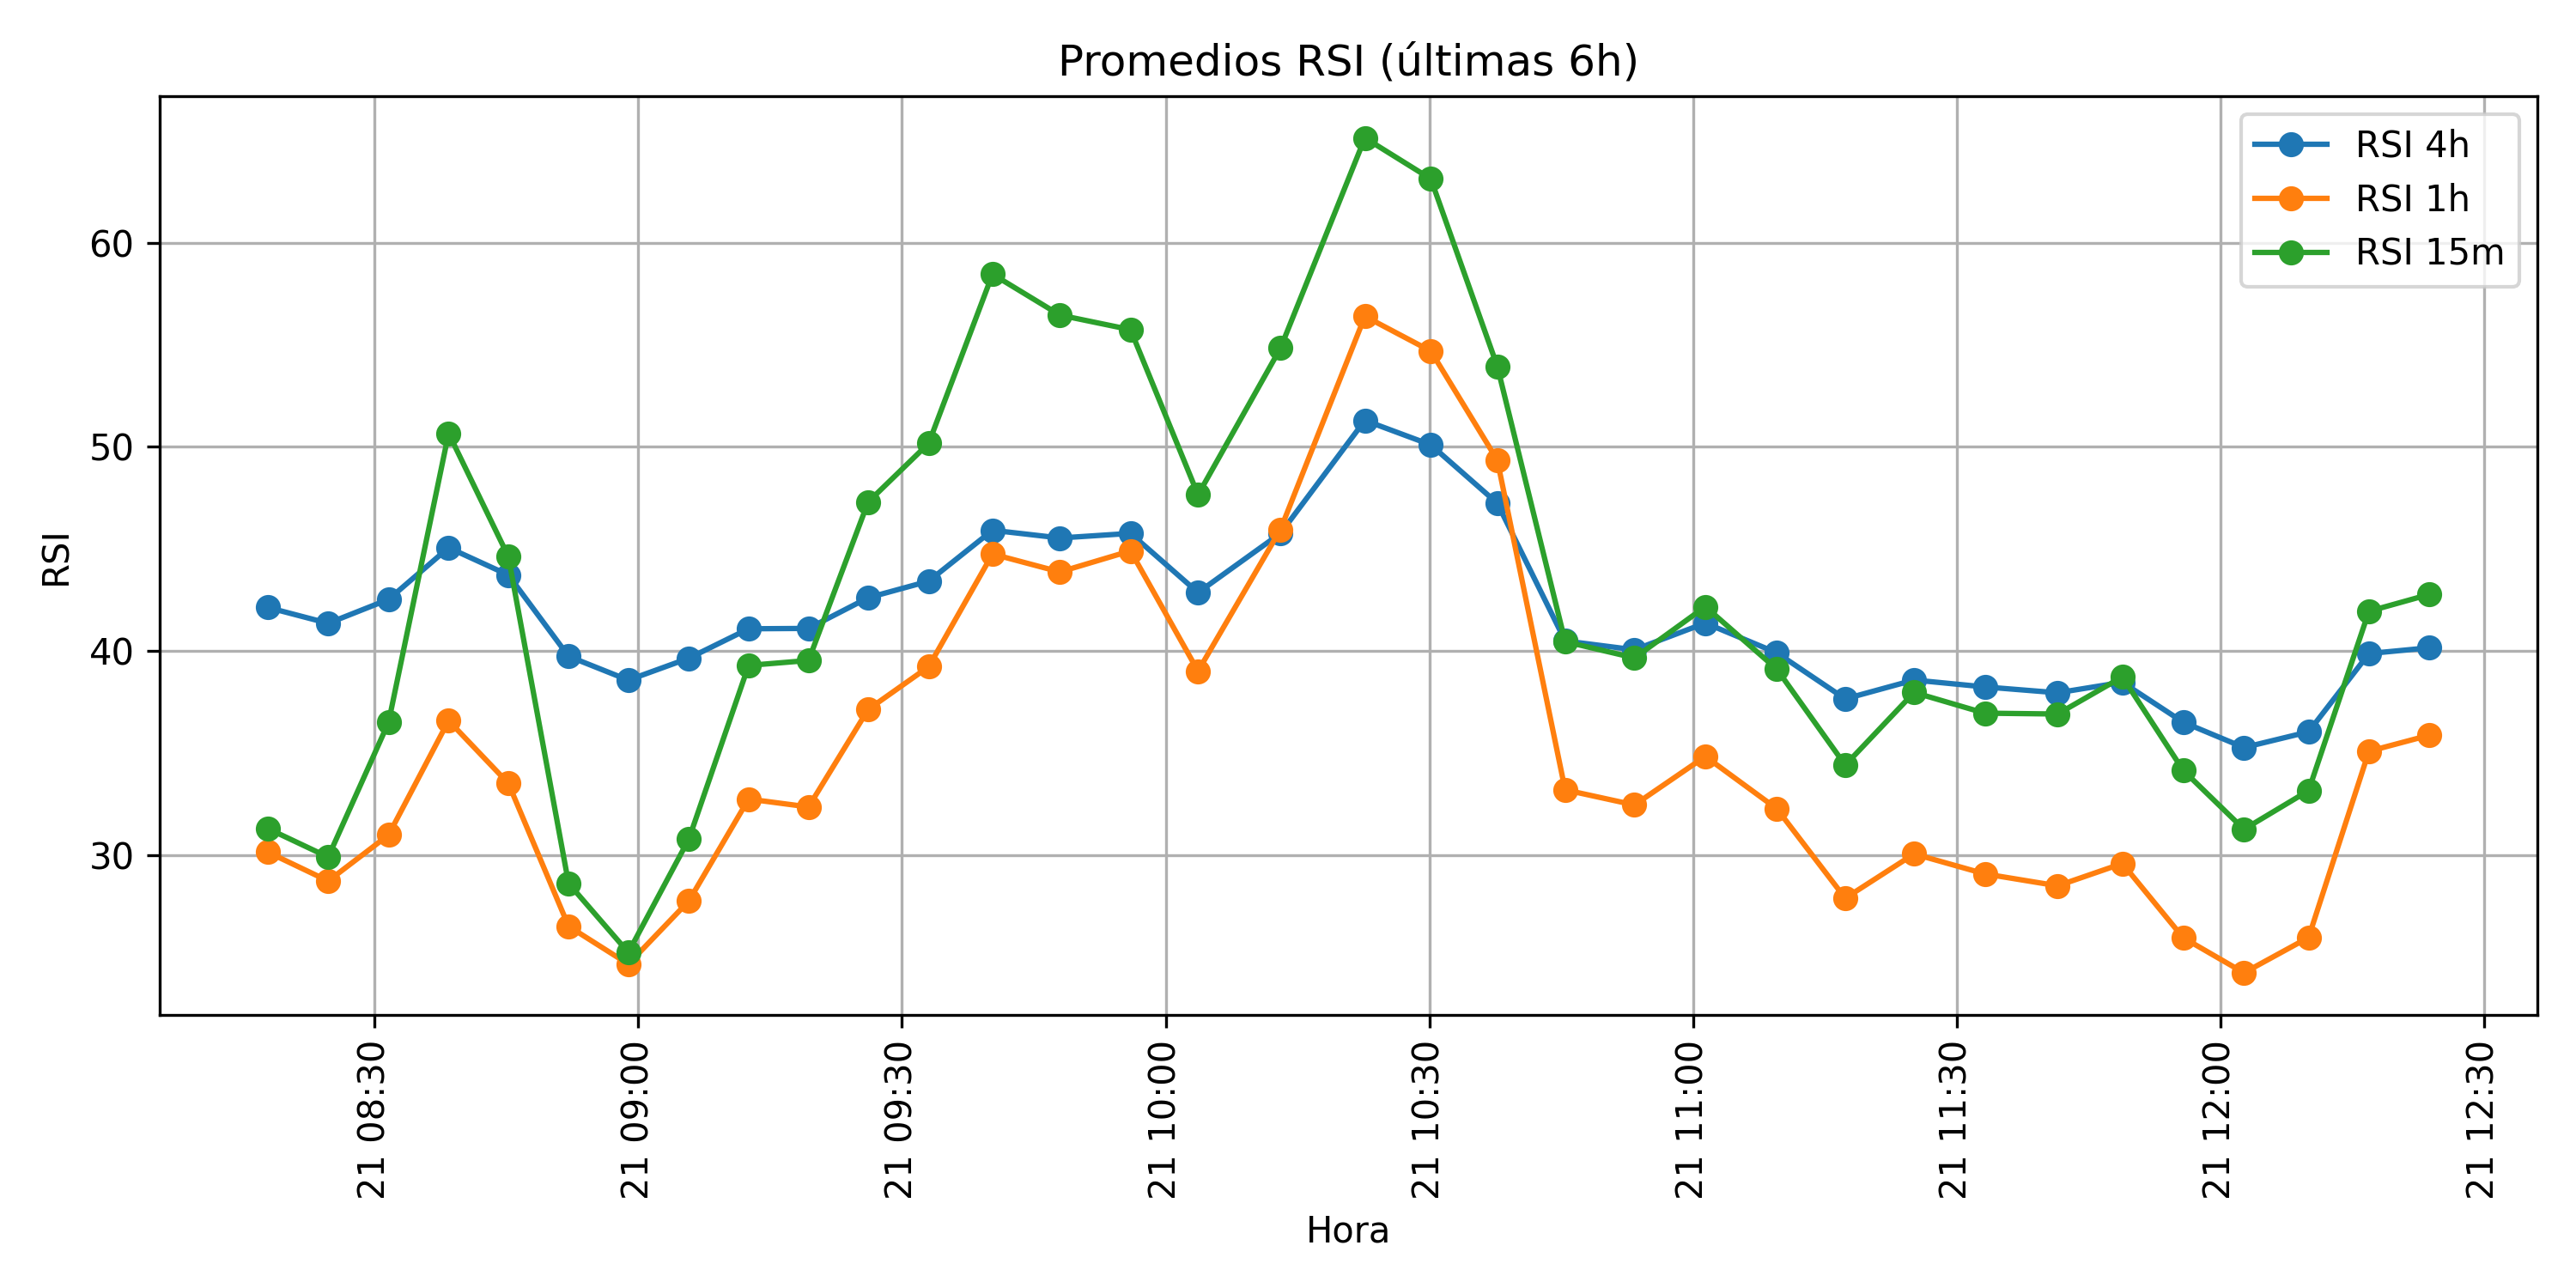 Promedios RSI (últimas 6h)
RSI 4h
RSI 1h
RSI 15m
RSI
60
50
40
30
21 08:30
21 09:00
21 09:30
21 10:00
21 10:30
21 11:00
21 11:30
21 12:00
21 12:30
Hora